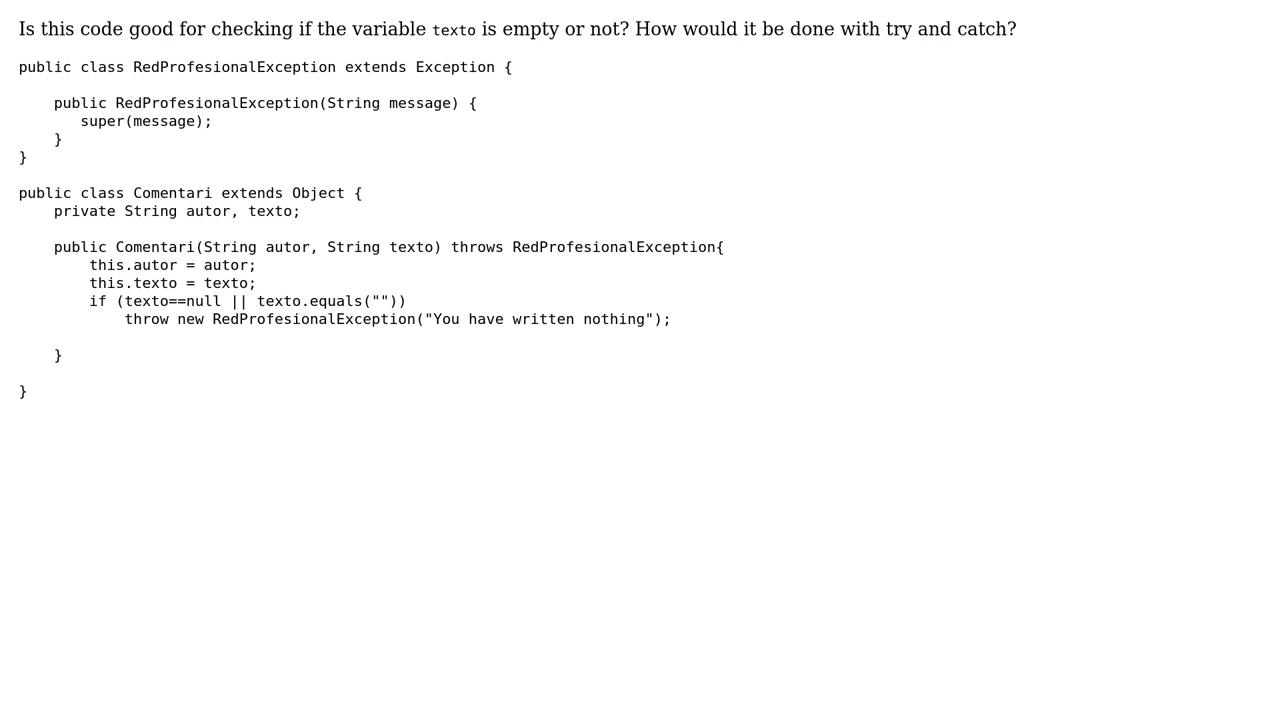 Is this code good for checking if the variable texto is empty or not? How would it be done with try and catch?
public class RedProfesionalException extends Exception {
    public RedProfesionalException(String message) {
       super(message);
    }
}
public class Comentari extends Object {
    private String autor, texto;
    public Comentari(String autor, String texto) throws RedProfesionalException{
        this.autor = autor;
        this.texto = texto;
        if (texto==null || texto.equals(""))
            throw new RedProfesionalException("You have written nothing");
    }
}